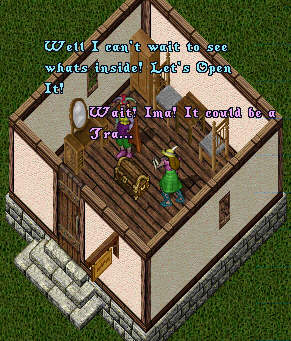 Well I can't wait to see
whats inside! Let's Open
It!
Wait! Ima! It could be a
Tra...